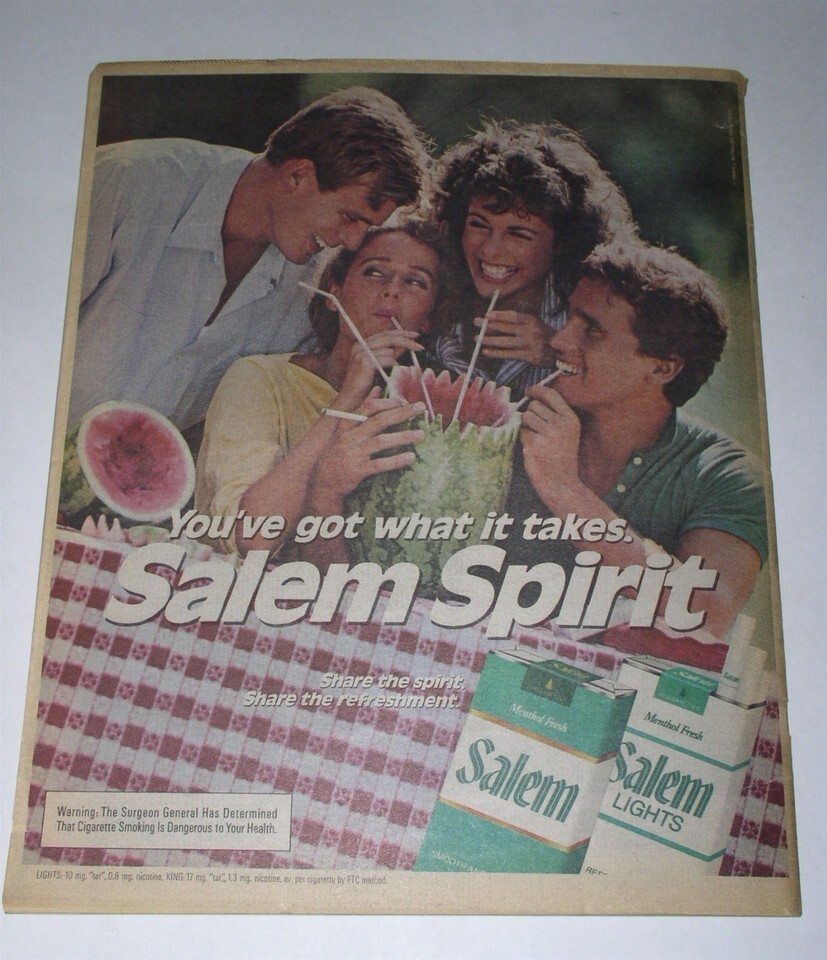 You've got what it takes.
Salem Spirit
Share the spirit.
Share the refreshment.
Menthol Fresh
Salem
Menthol Fresh
Salem
LIGHTS
Warning: The Surgeon General Has Determined
That Cigarette Smoking Is Dangerous to Your Health.
LIGHTS: 10 mg. "tar", 0.8 mg. nicotine, KING: 17 mg. "tar", 1.3 mg. nicotine, av. per cigarette by FTC method.